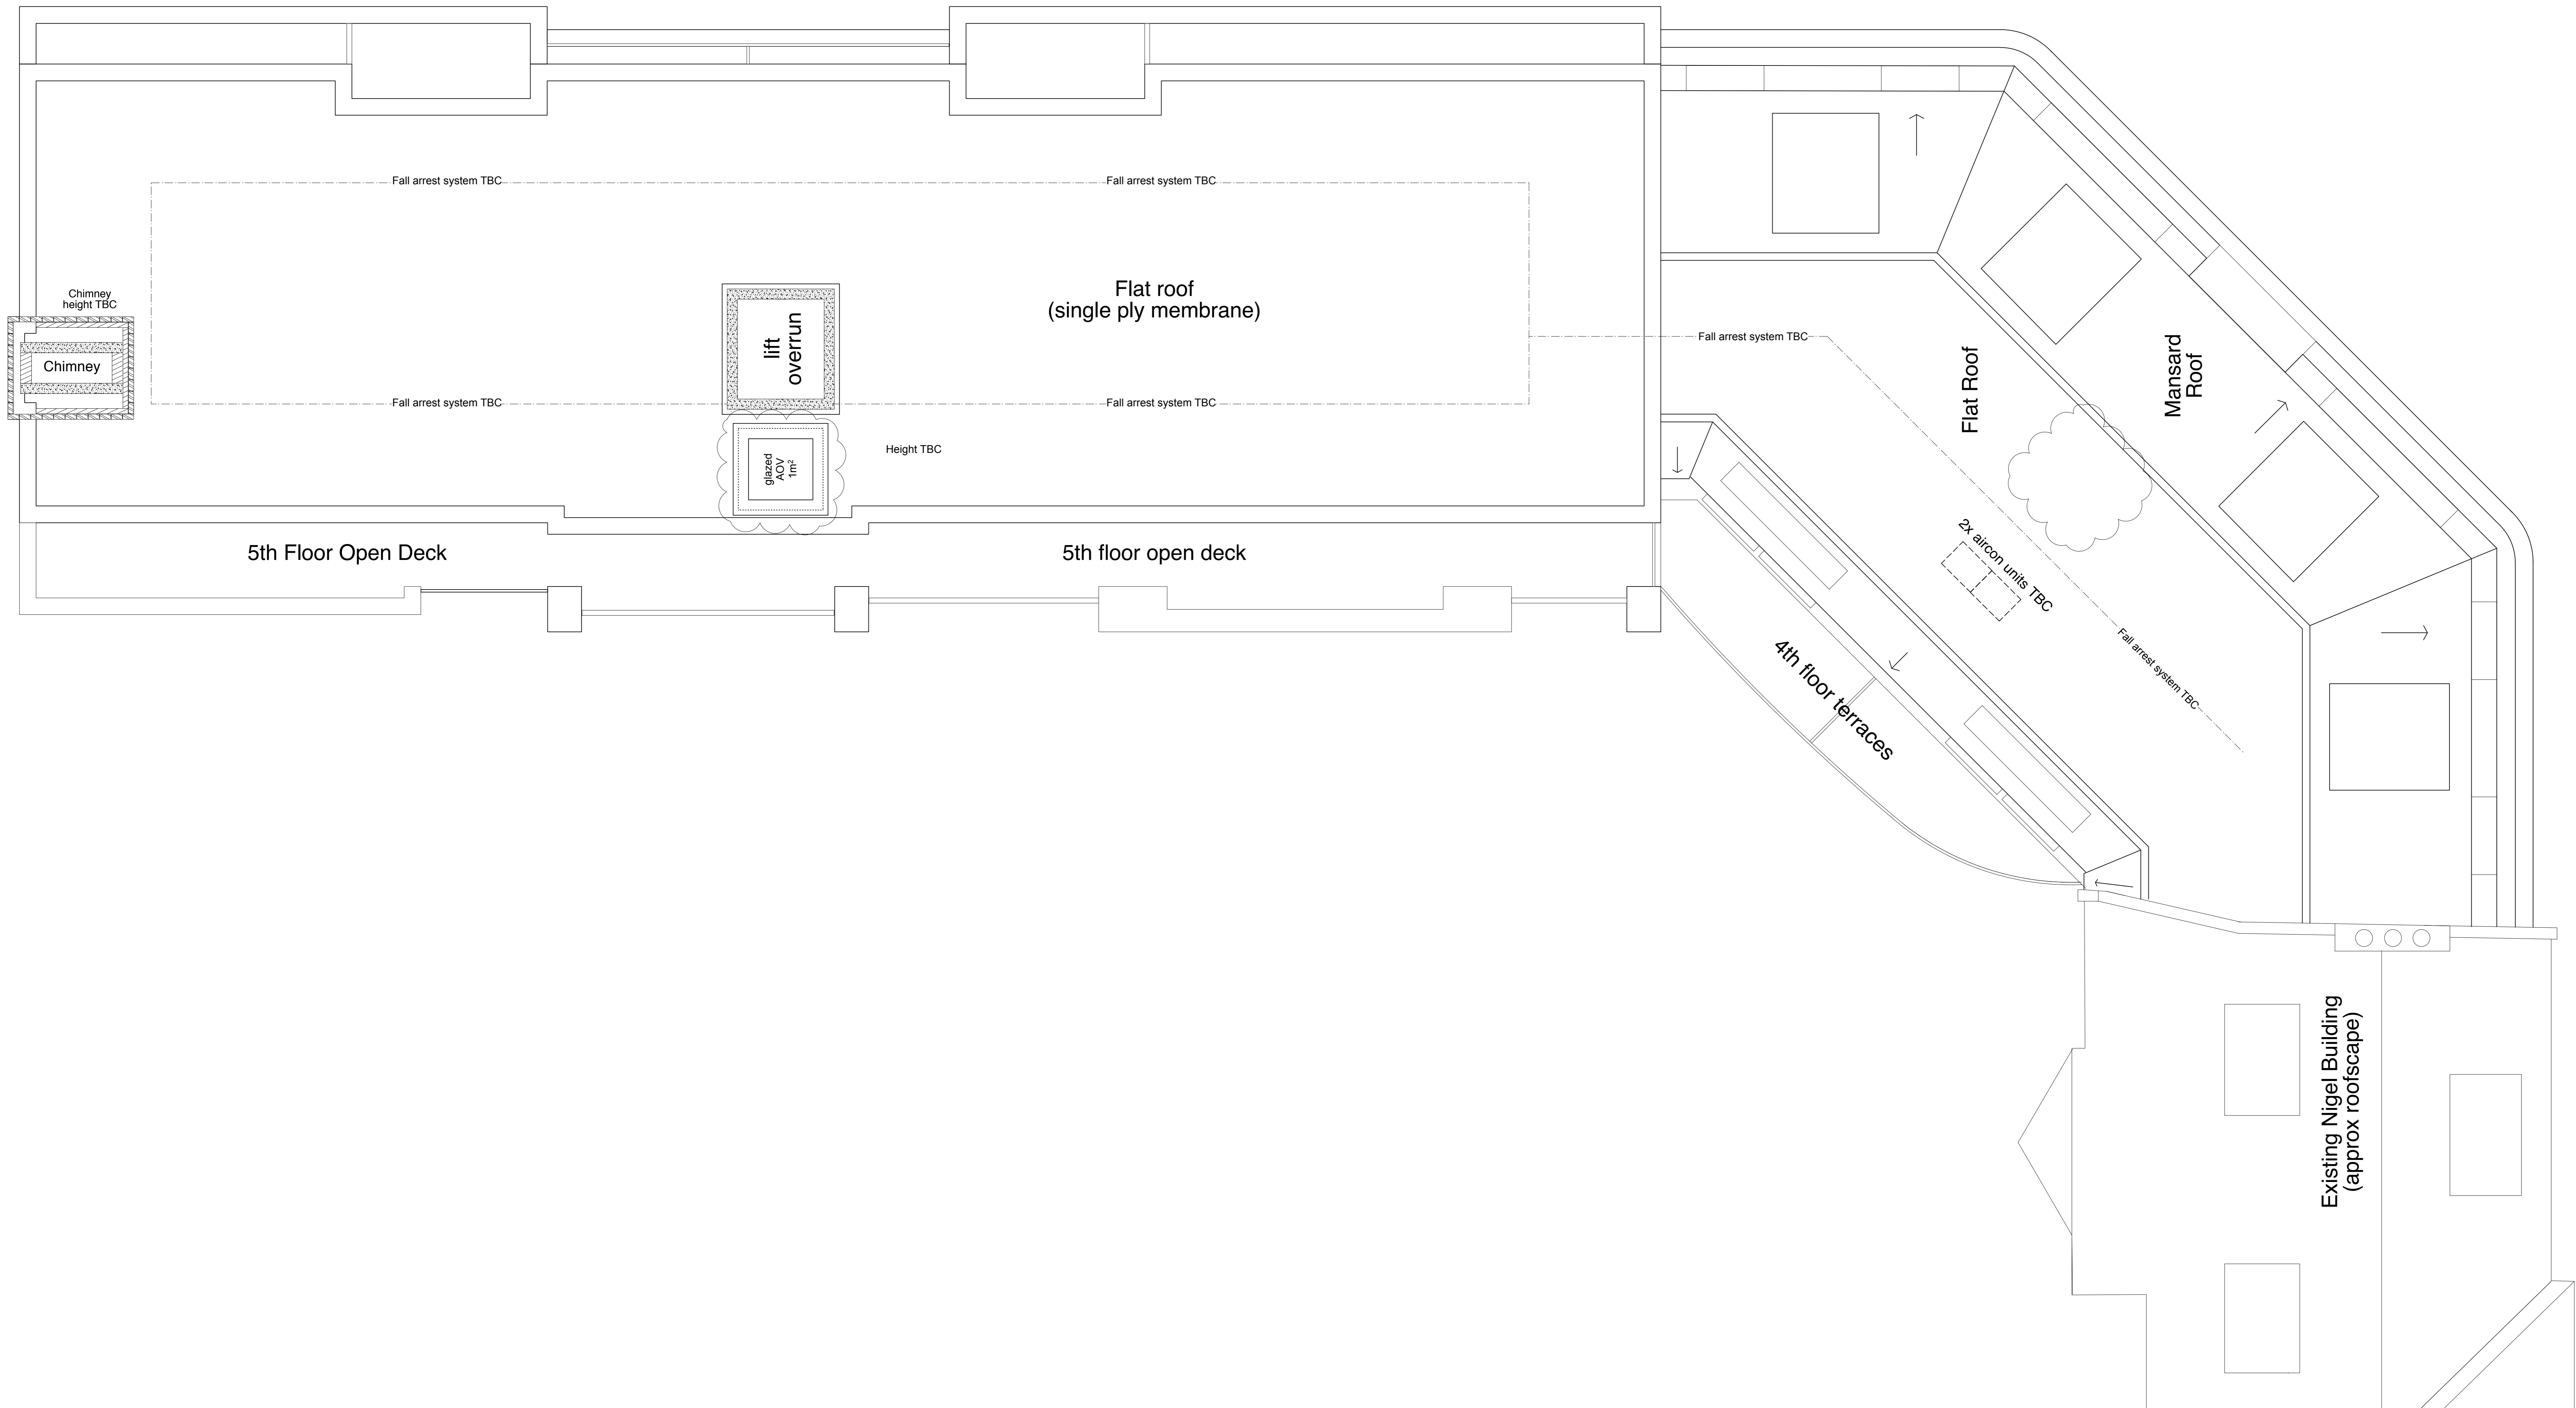 Fall arrest system TBC
Fall arrest system TBC
Chimney
height TBC
Chimney
Flat roof
(single ply membrane)
lift
overrun
Fall arrest system TBC
Fall arrest system TBC
Fall arrest system TBC
glazed
AOV
1m²
Height TBC
5th Floor Open Deck
5th floor open deck
Flat Roof
Mansard
Roof
2x aircon units TBC
Fall arrest system TBC
4th floor terraces
Existing Nigel Building
(approx roofscape)